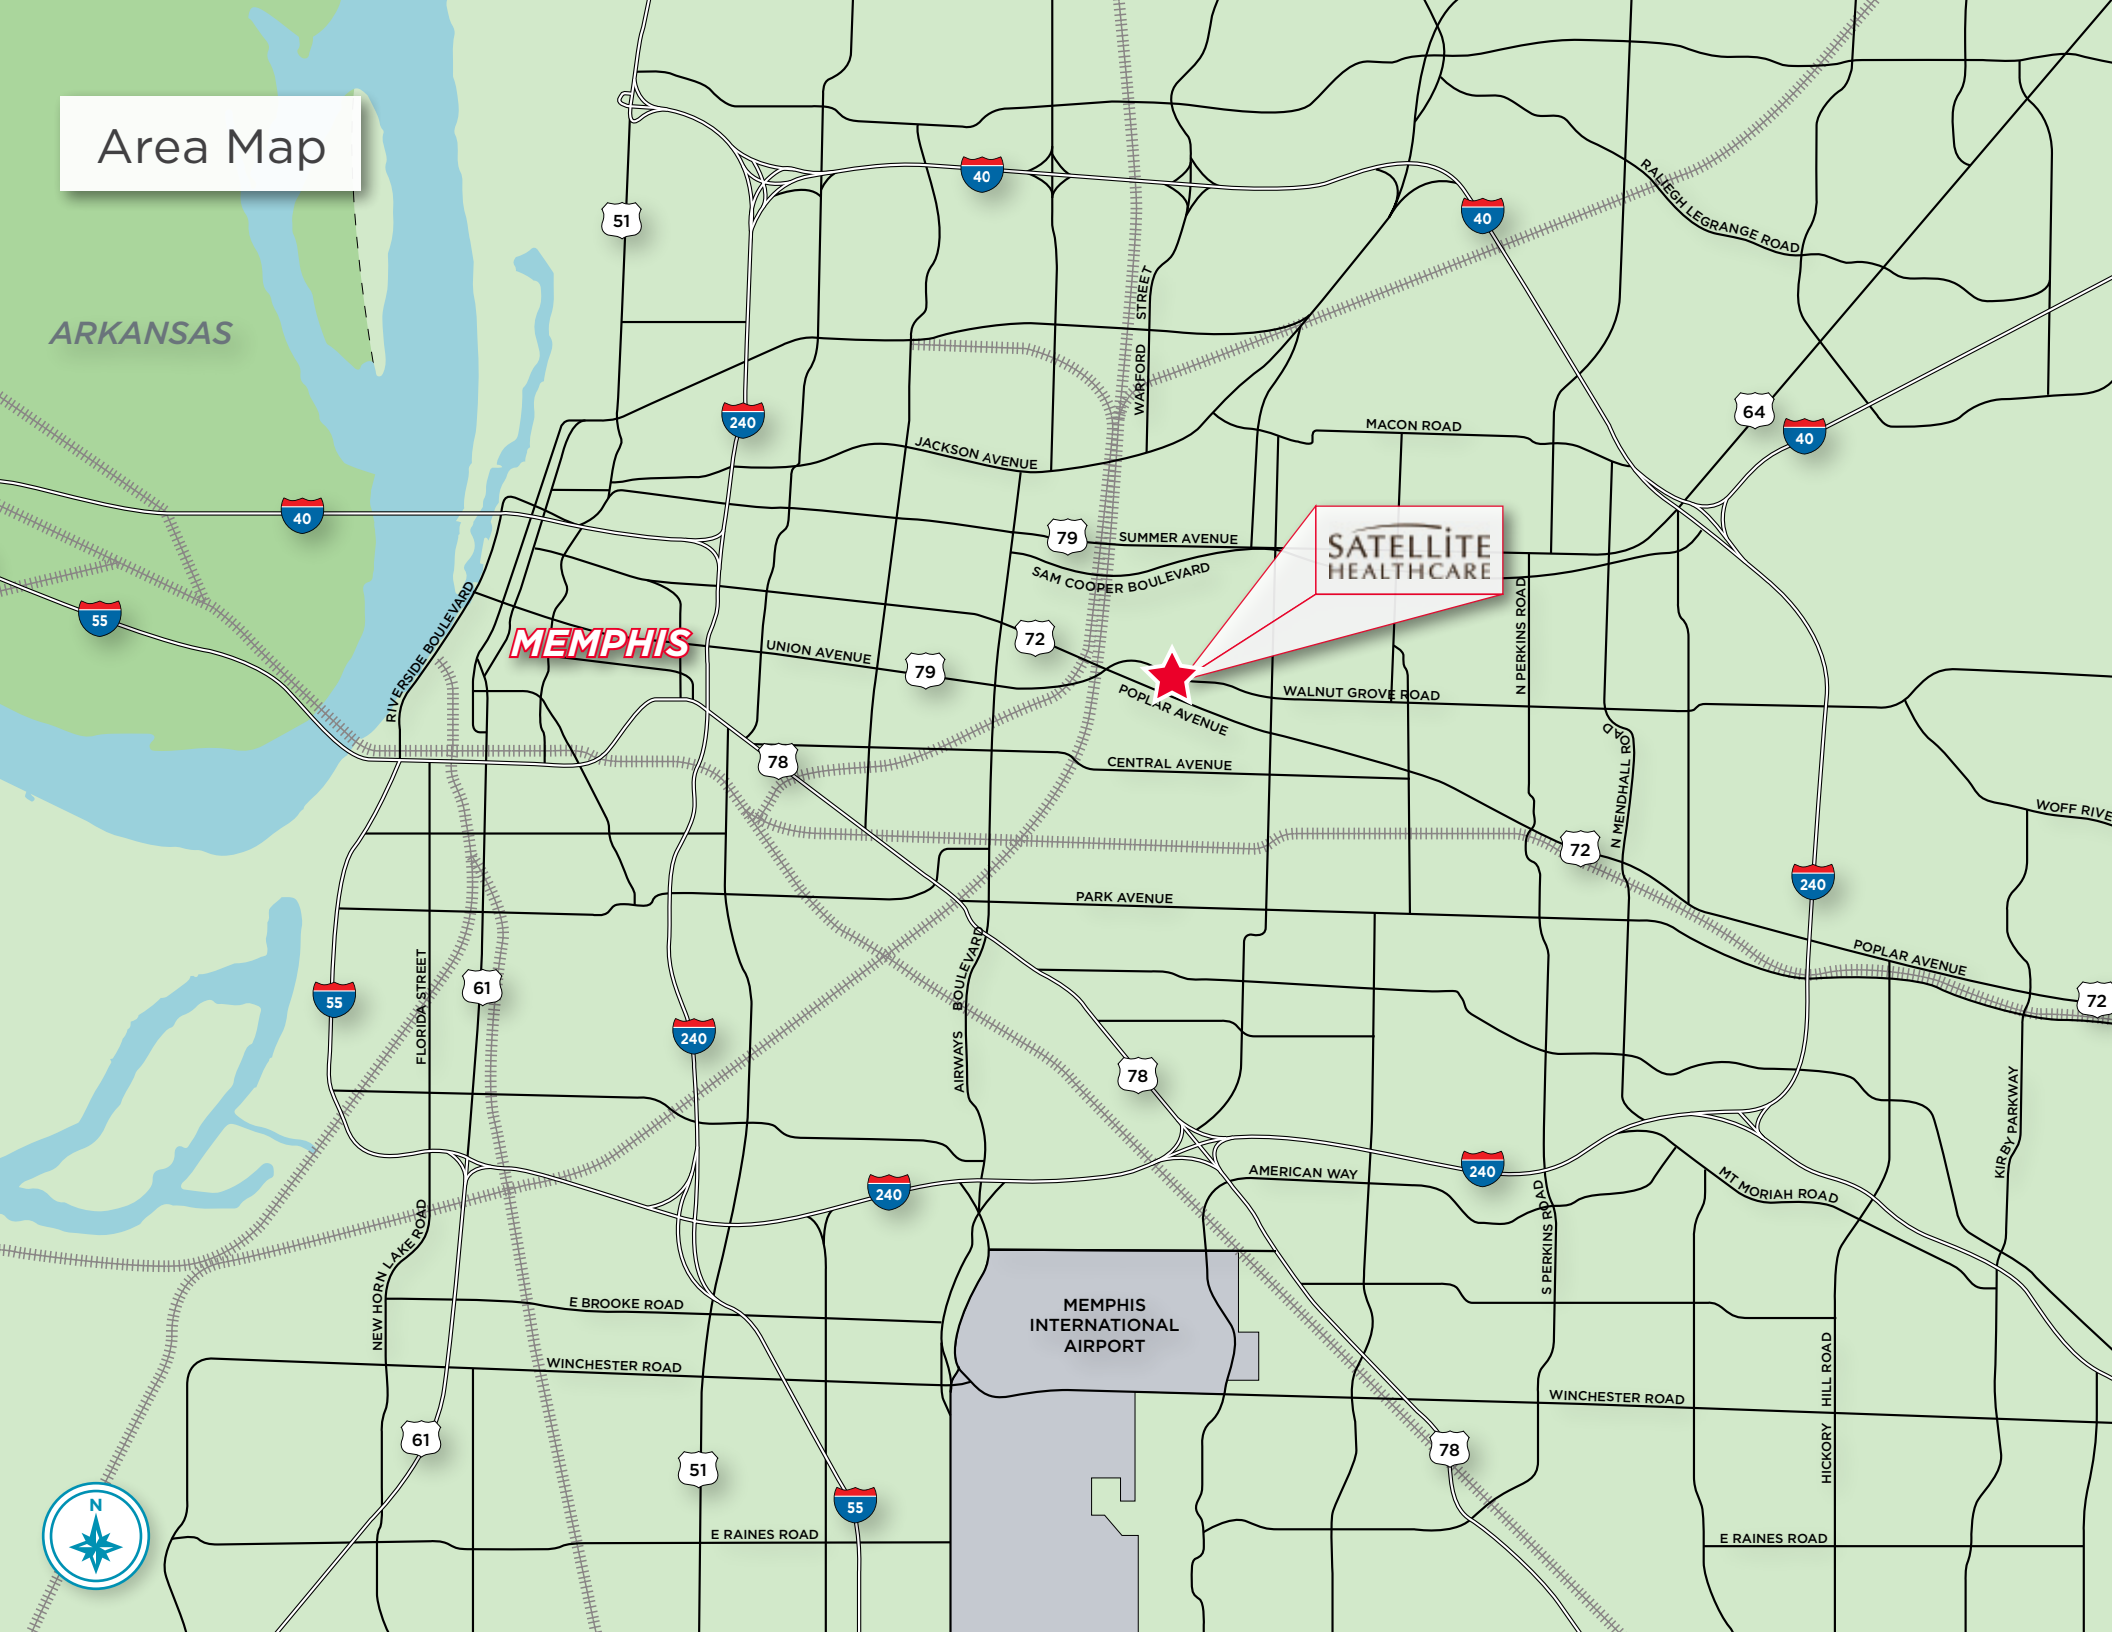 Area Map
40
51
40
RALIEGH LEGRANGE ROAD
WARFORD STREET
ARKANSAS
240
64
40
MACON ROAD
JACKSON AVENUE
40
79
SUMMER AVENUE
SATELLiTE
HEALTHCARE
SAM COOPER BOULEVARD
55
RIVERSIDE BOULEVARD
MEMPHIS
72
UNION AVENUE
79
N PERKINS ROAD
POPLAR AVENUE
WALNUT GROVE ROAD
78
CENTRAL AVENUE
N MENDHALL ROAD
WOFF RIVE
72
240
PARK AVENUE
POPLAR AVENUE
72
55
FLORIDA STREET
61
AIRWAYS BOULEVARD
240
78
KIRBY PARKWAY
240
AMERICAN WAY
240
MT MORIAH ROAD
S PERKINS ROAD
NEW HORN LAKE ROAD
E BROOKE ROAD
MEMPHIS
INTERNATIONAL
AIRPORT
WINCHESTER ROAD
WINCHESTER ROAD
HICKORY HILL ROAD
61
51
78
55
N
E RAINES ROAD
E RAINES ROAD